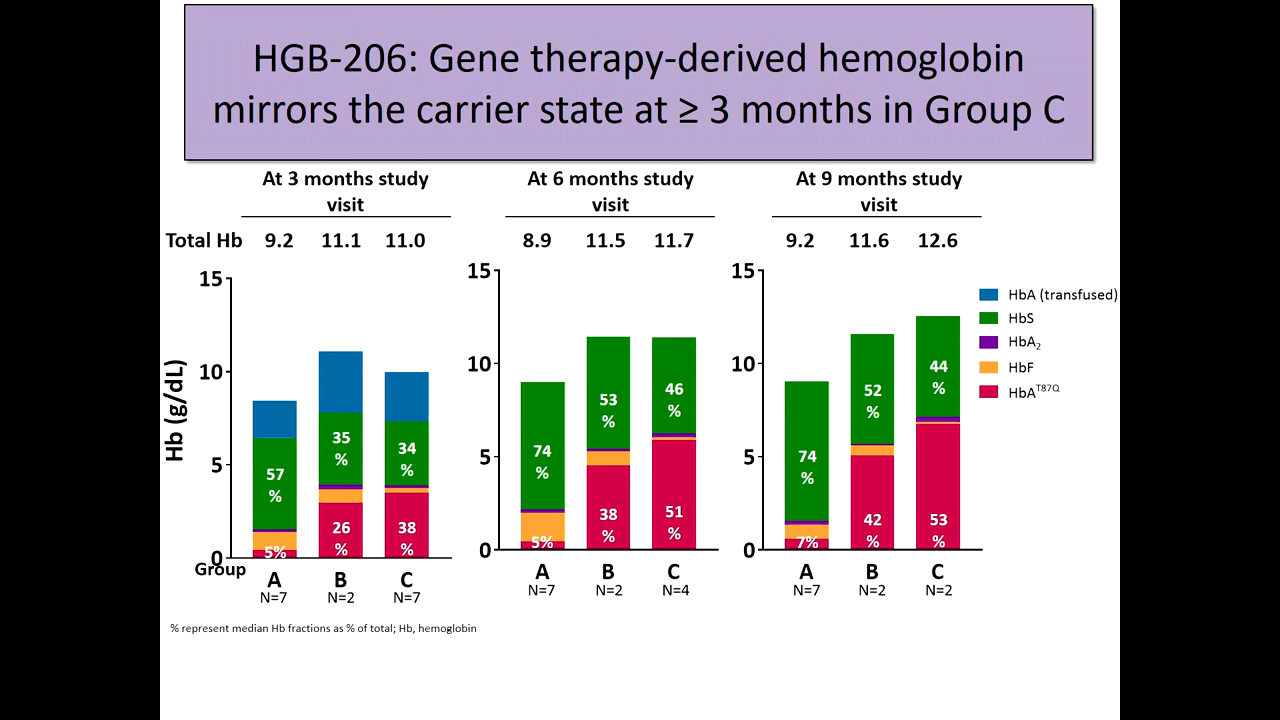 HGB-206: Gene therapy-derived hemoglobin
mirrors the carrier state at ≥ 3 months in Group C
At 3 months study
visit
At 6 months study
visit
At 9 months study
visit
Total Hb 9.2 11.1 11.0
8.9 11.5 11.7
9.2 11.6 12.6
Hb (g/dL)
15
10
5
0
57
%
5%
35
%
26
%
34
%
38
%
Group
A
N=7
B
N=2
C
N=7
15
10
5
0
74
%
5%
53
%
38
%
46
%
51
%
A
N=7
B
N=2
C
N=4
15
10
5
0
74
%
7%
52
%
42
%
44
%
53
%
A
N=7
B
N=2
C
N=2
HbA (transfused)
HbS
HbA2
HbF
HbAT87Q
% represent median Hb fractions as % of total; Hb, hemoglobin